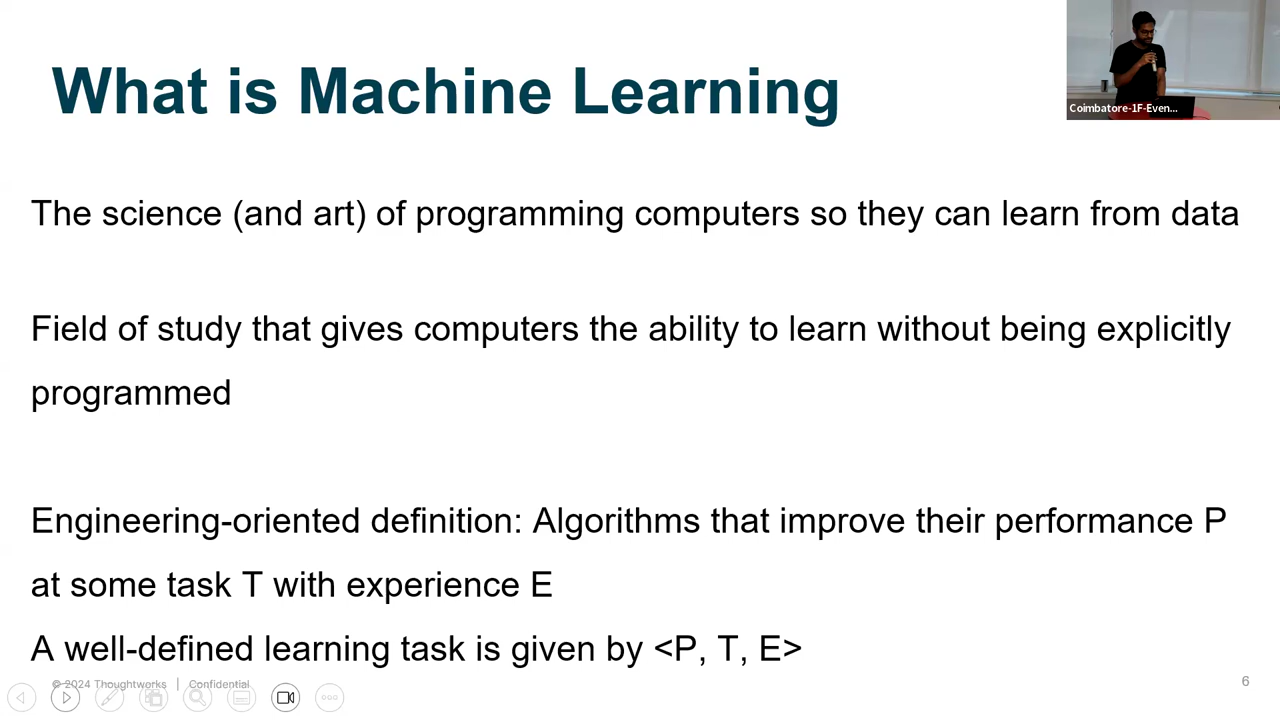 What is Machine Learning
Coimbatore-1F-Even...
The science (and art) of programming computers so they can learn from data
Field of study that gives computers the ability to learn without being explicitly
programmed
Engineering-oriented definition: Algorithms that improve their performance P
at some task T with experience E
A well-defined learning task is given by <P, T, E>
© 2024 Thoughtworks | Confidential
6